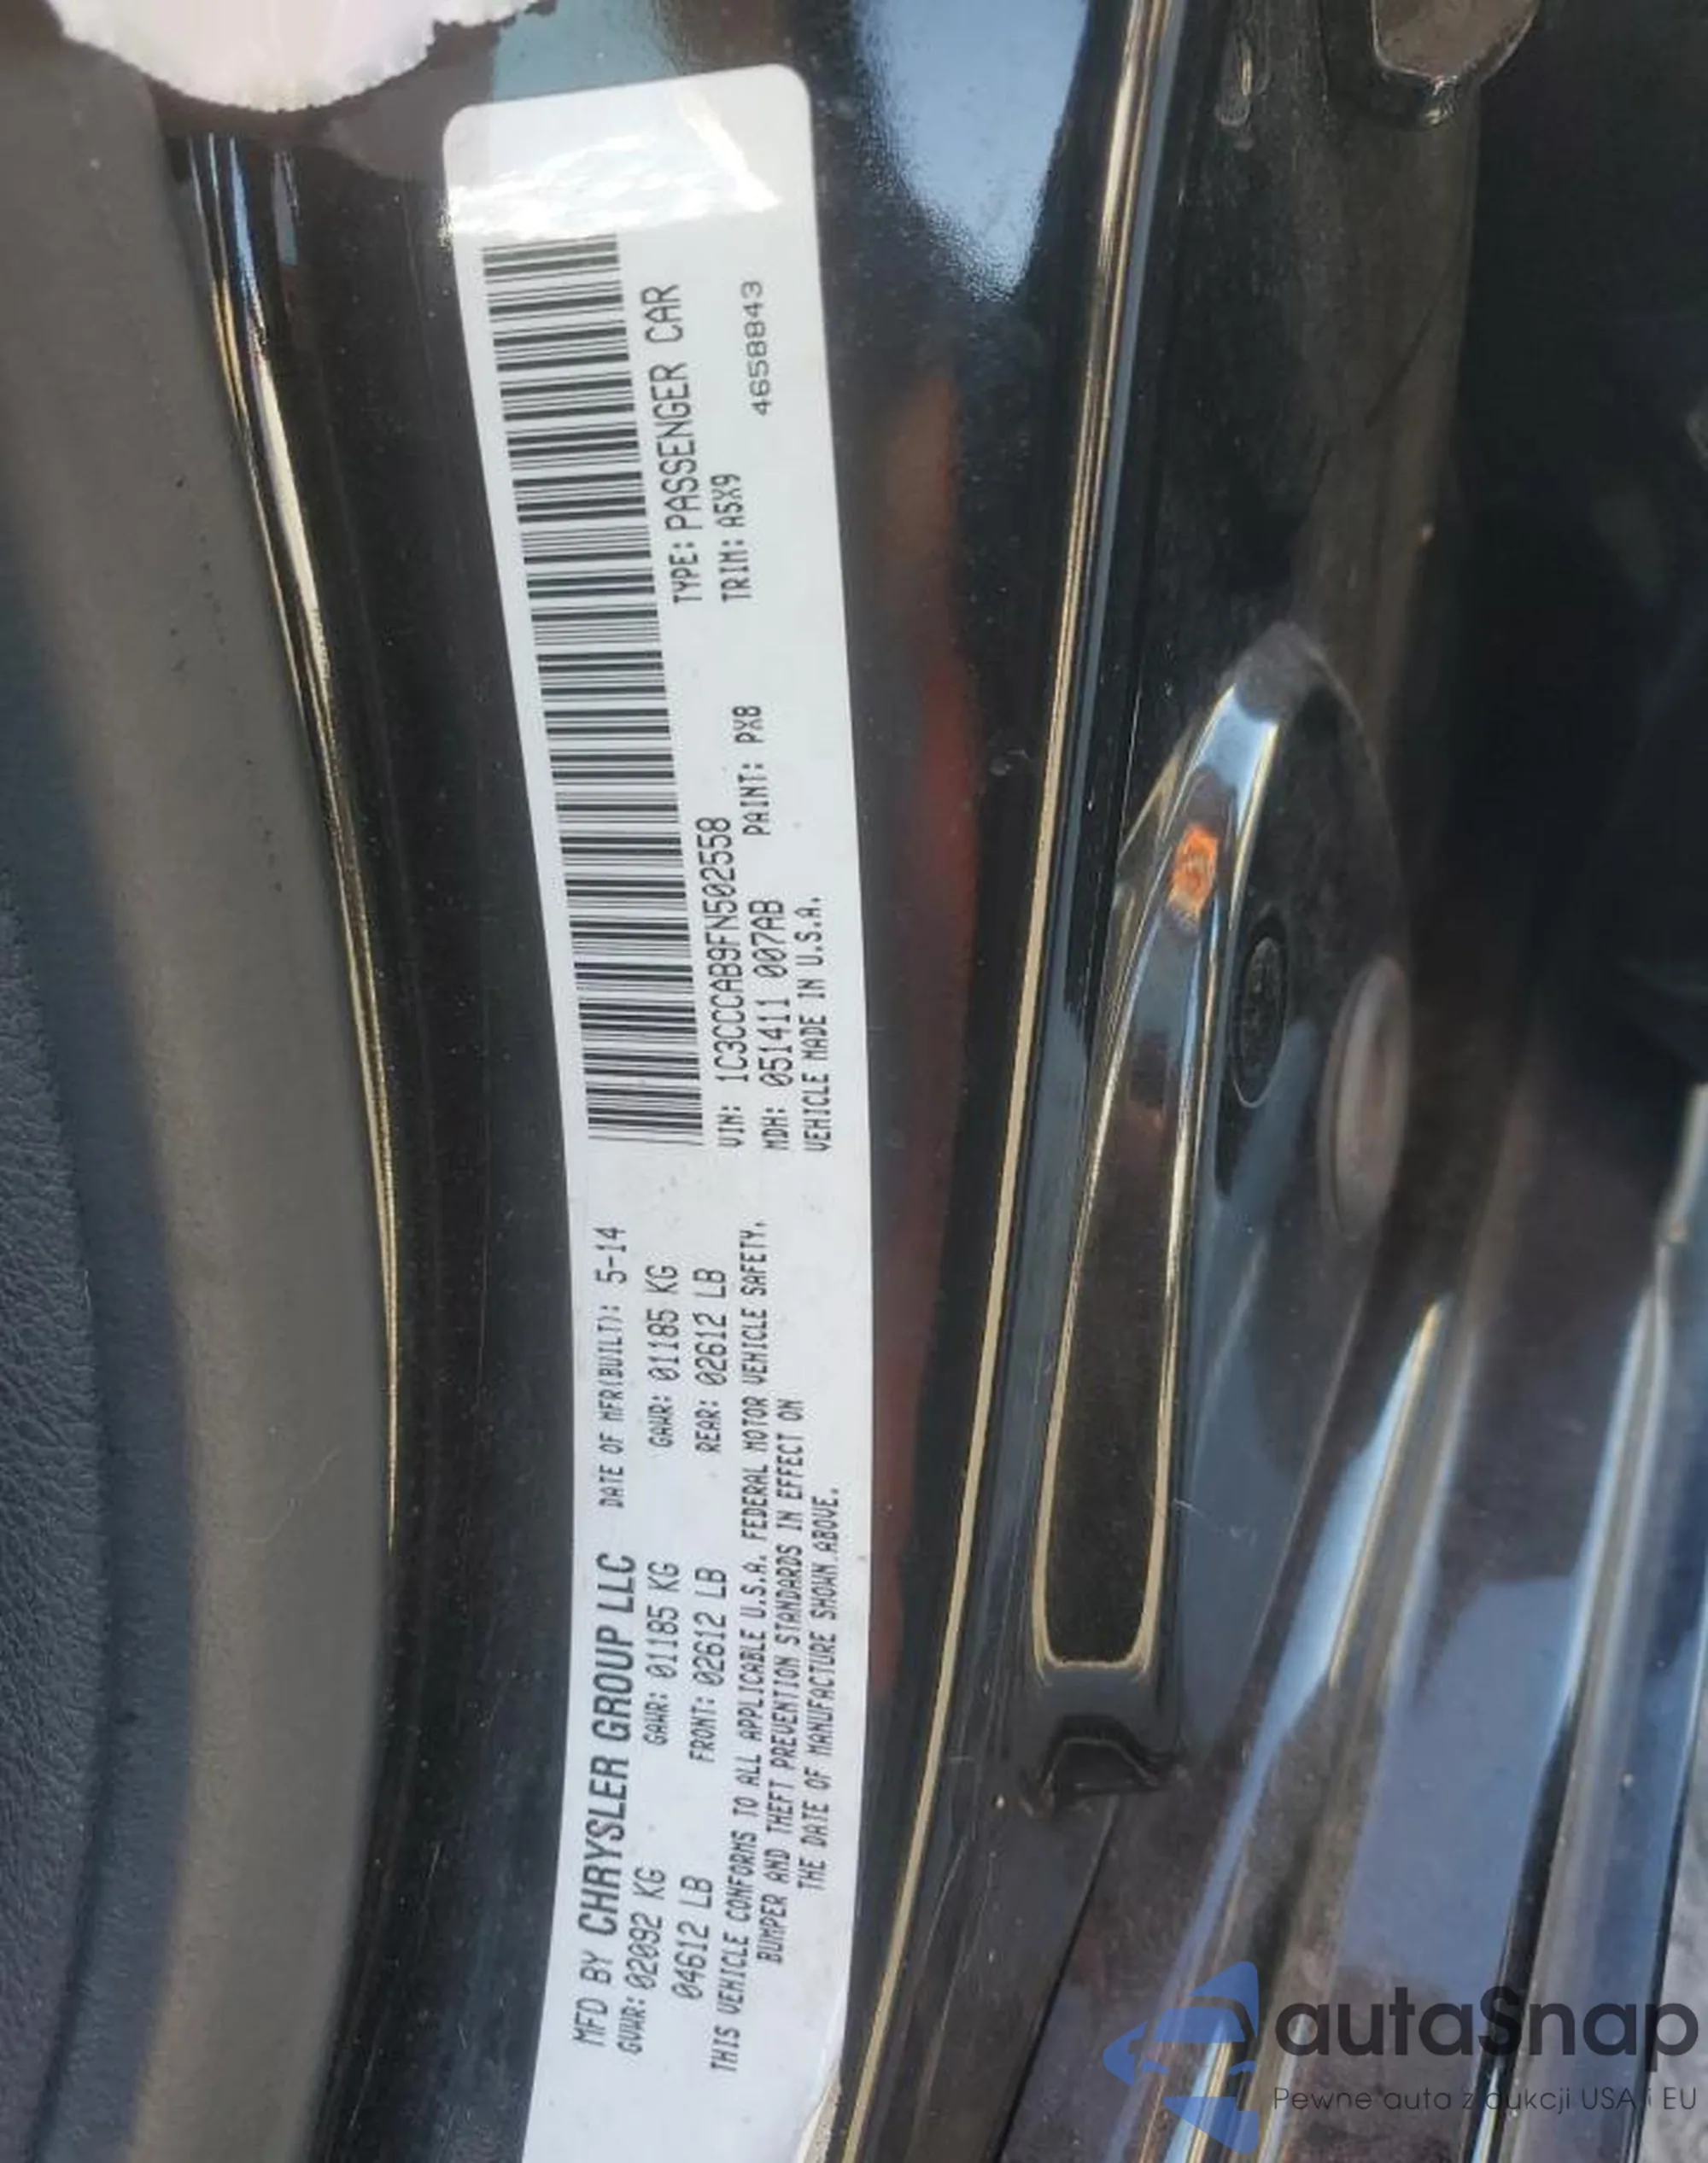 MFD BY CHRYSLER GROUP LLC DATE OF MFR(BUILT): 5-14
GVWR: 02092 KG GAWR: 01185 KG GAWR: 01185 KG
04612 LB FRONT: 02612 LB REAR: 02612 LB
THIS VEHICLE CONFORMS TO ALL APPLICABLE U.S.A. FEDERAL MOTOR VEHICLE SAFETY,
BUMPER AND THEFT PREVENTION STANDARDS IN EFFECT ON
THE DATE OF MANUFACTURE SHOWN ABOVE.
VIN: 1C3CCCAB9FN502558 TYPE: PASSENGER CAR
MDH: 051411 007AB PAINT: PX8 TRIM: A5X9
VEHICLE MADE IN U.S.A. 4658843
autaSnap
Pewne auta z aukcji USA i EU